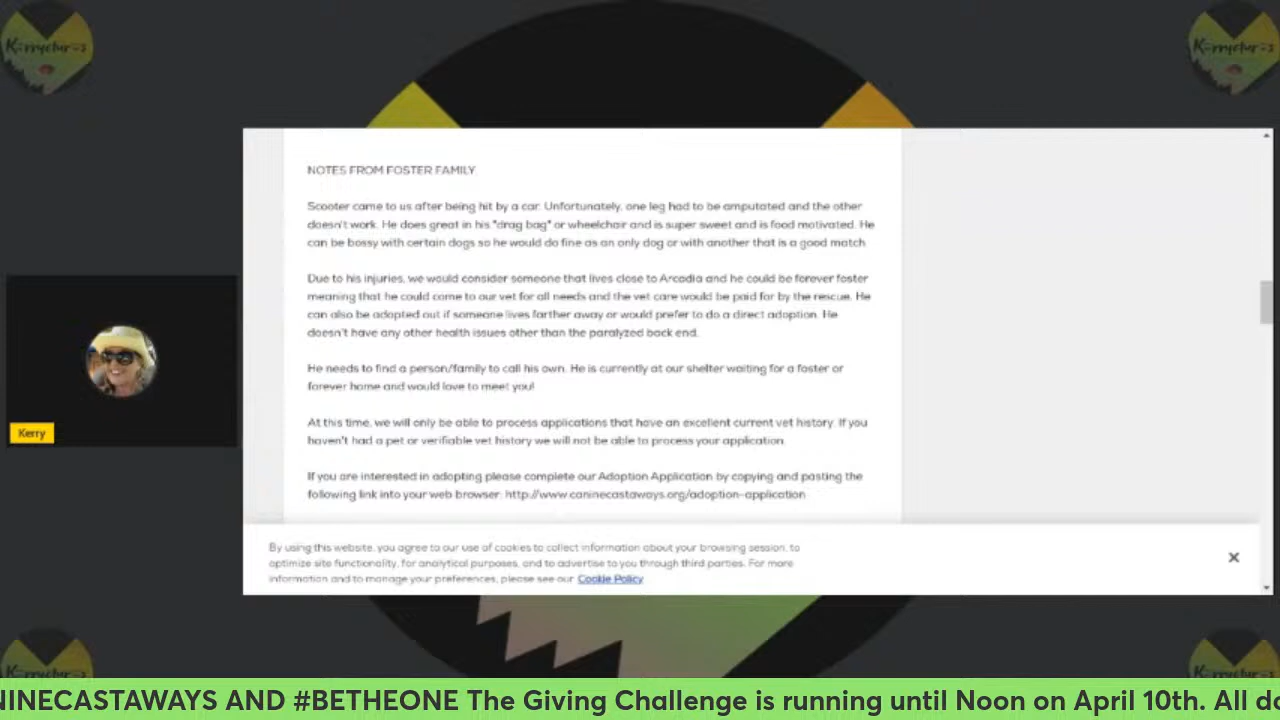 K=rryctur=s
K=rryctur=s
NOTES FROM FOSTER FAMILY
Scooter came to us after being hit by a car. Unfortunately, one leg had to be amputated and the other
doesn't work. He does great in his "drag bag" or wheelchair and is super sweet and is food motivated. He
can be bossy with certain dogs so he would do fine as an only dog or with another that is a good match.
Due to his injuries, we would consider someone that lives close to Arcadia and he could be forever foster
meaning that he could come to our vet for all needs and the vet care would be paid for by the rescue. He
can also be adopted out if someone lives farther away or would prefer to do a direct adoption. He
doesn't have any other health issues other than the paralyzed back end.
He needs to find a person/family to call his own. He is currently at our shelter waiting for a foster or
forever home and would love to meet you!
At this time, we will only be able to process applications that have an excellent current vet history. If you
haven't had a pet or verifiable vet history we will not be able to process your application.
If you are interested in adopting please complete our Adoption Application by copying and pasting the
following link into your web browser: http://www.caninecastaways.org/adoption-application
Kerry
By using this website, you agree to our use of cookies to collect information about your browsing session, to
optimize site functionality, for analytical purposes, and to advertise to you through third parties. For more
information and to manage your preferences, please see our Cookie Policy
K=rryctur=s
K=rryctur=s
NINECASTAWAYS AND #BETHEONE The Giving Challenge is running until Noon on April 10th. All do